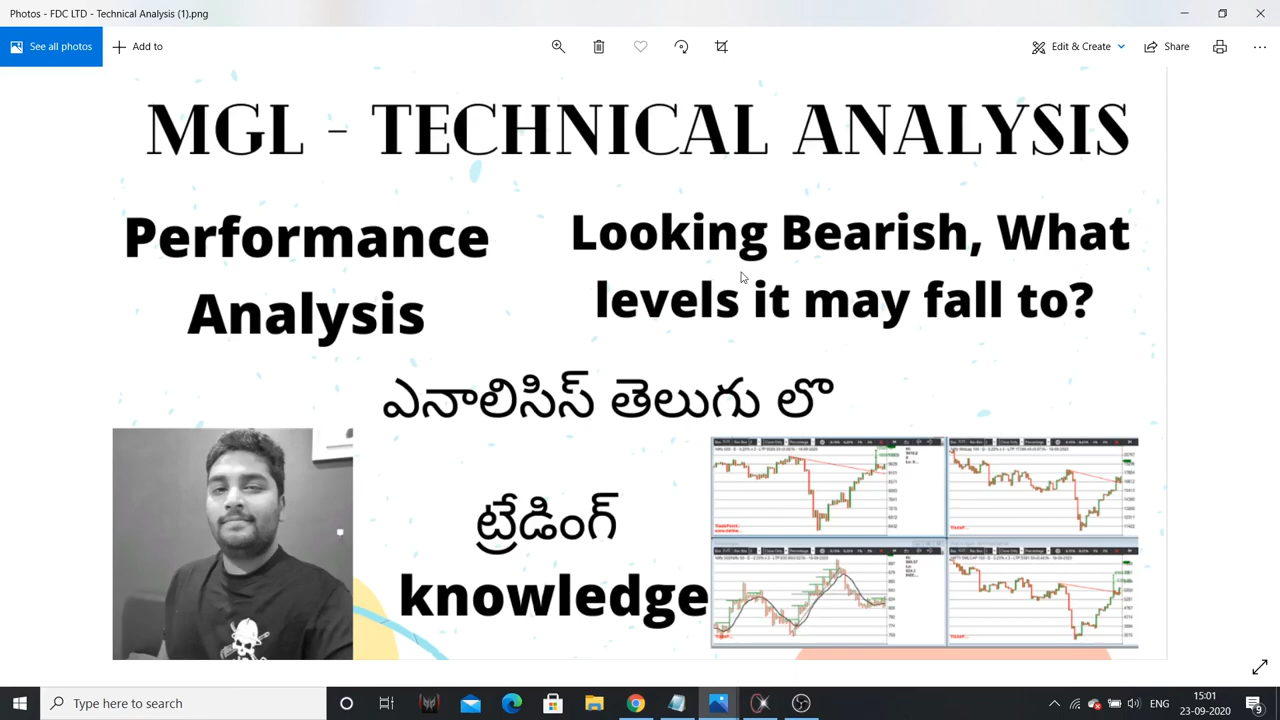 Photos - FDC LTD - Technical Analysis (1).png
See all photos
Add to
Edit & Create
Share
MGL - TECHNICAL ANALYSIS
Performance
Analysis
Looking Bearish, What
levels it may fall to?
ఎనాలిసిస్ తెలుగు లొ
ట్రేడింగ్
knowledge
Type here to search
ENG
15:01
23-09-2020